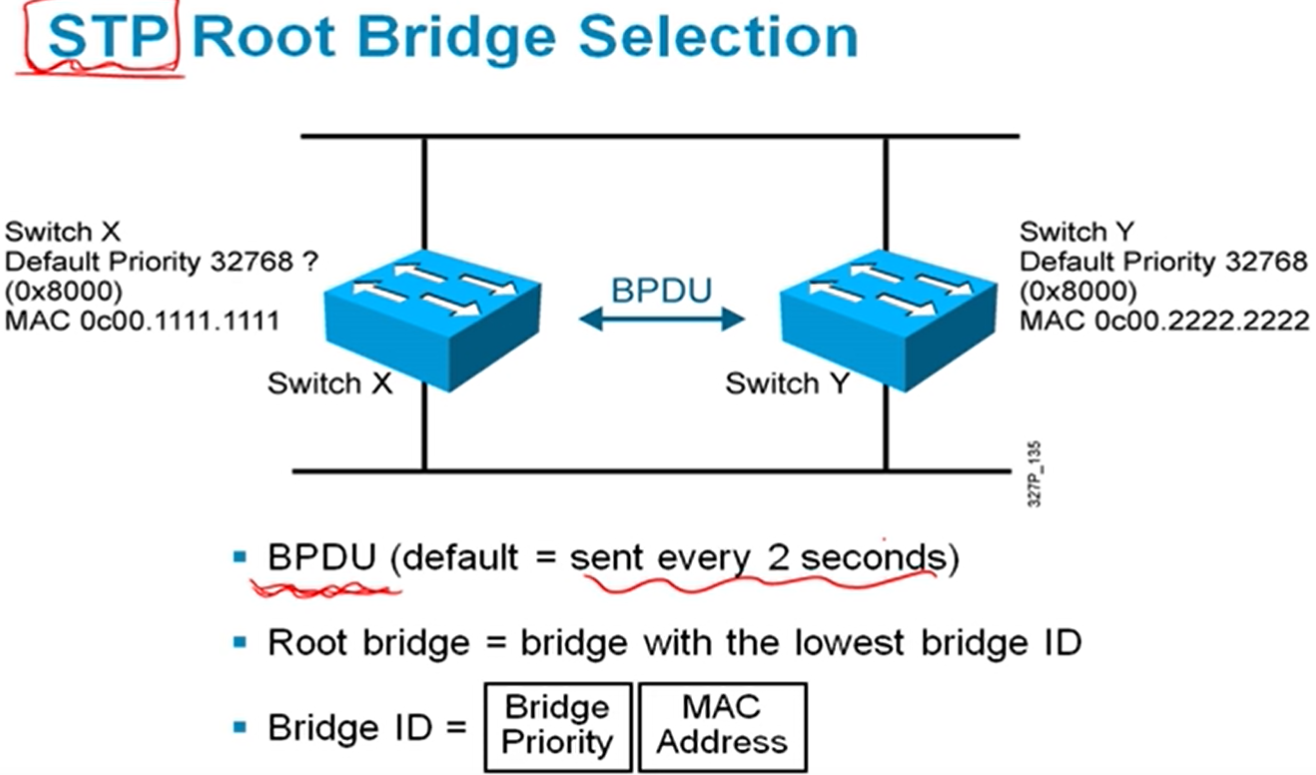 STP Root Bridge Selection
Switch X
Default Priority 32768 ?
(0x8000)
MAC 0c00.1111.1111
Switch X
BPDU
Switch Y
Switch Y
Default Priority 32768
(0x8000)
MAC 0c00.2222.2222
327P_135
BPDU (default = sent every 2 seconds)
Root bridge = bridge with the lowest bridge ID
Bridge ID =
Bridge
Priority
MAC
Address